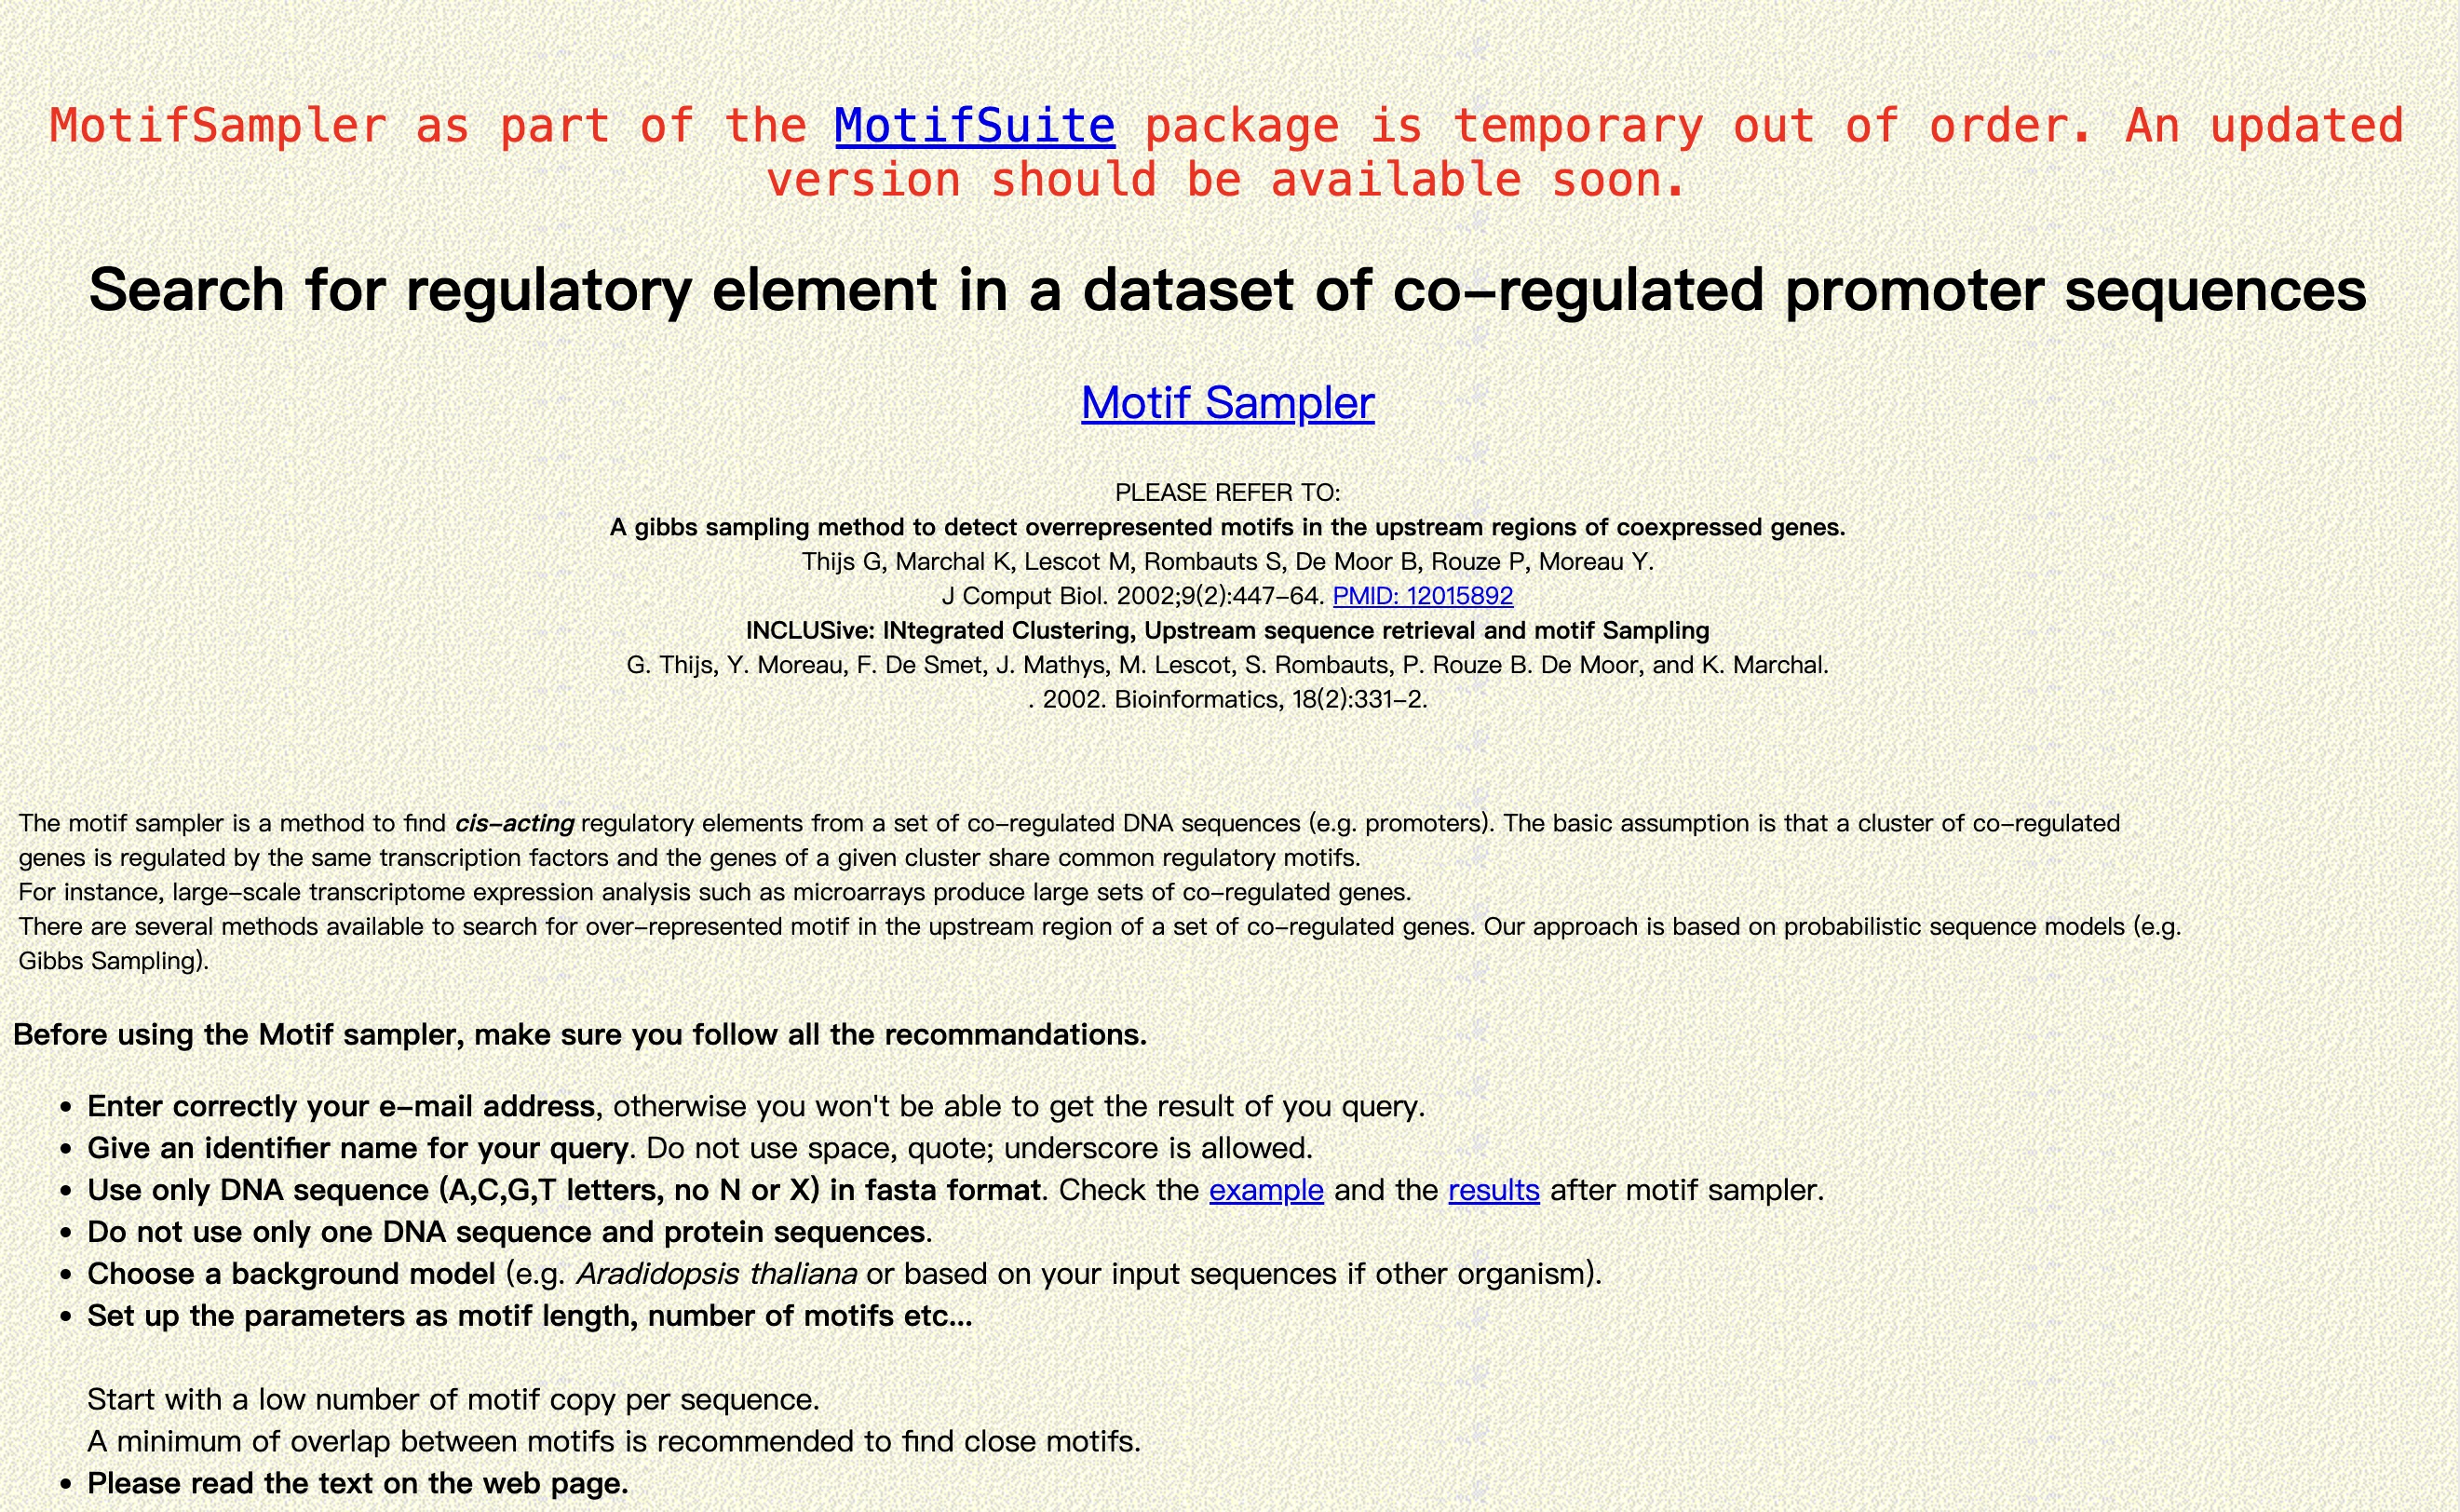 MotifSampler as part of the MotifSuite package is temporary out of order. An updated
version should be available soon.
Search for regulatory element in a dataset of co-regulated promoter sequences
Motif Sampler
PLEASE REFER TO:
A gibbs sampling method to detect overrepresented motifs in the upstream regions of coexpressed genes.
Thijs G, Marchal K, Lescot M, Rombauts S, De Moor B, Rouze P, Moreau Y.
J Comput Biol. 2002;9(2):447-64. PMID: 12015892
INCLUSive: INtegrated Clustering, Upstream sequence retrieval and motif Sampling
G. Thijs, Y. Moreau, F. De Smet, J. Mathys, M. Lescot, S. Rombauts, P. Rouze B. De Moor, and K. Marchal.
. 2002. Bioinformatics, 18(2):331-2.
The motif sampler is a method to find cis-acting regulatory elements from a set of co-regulated DNA sequences (e.g. promoters). The basic assumption is that a cluster of co-regulated
genes is regulated by the same transcription factors and the genes of a given cluster share common regulatory motifs.
For instance, large-scale transcriptome expression analysis such as microarrays produce large sets of co-regulated genes.
There are several methods available to search for over-represented motif in the upstream region of a set of co-regulated genes. Our approach is based on probabilistic sequence models (e.g.
Gibbs Sampling).
Before using the Motif sampler, make sure you follow all the recommandations.
• Enter correctly your e-mail address, otherwise you won't be able to get the result of you query.
• Give an identifier name for your query. Do not use space, quote; underscore is allowed.
• Use only DNA sequence (A,C,G,T letters, no N or X) in fasta format. Check the example and the results after motif sampler.
• Do not use only one DNA sequence and protein sequences.
• Choose a background model (e.g. Aradidopsis thaliana or based on your input sequences if other organism).
• Set up the parameters as motif length, number of motifs etc...
Start with a low number of motif copy per sequence.
A minimum of overlap between motifs is recommended to find close motifs.
• Please read the text on the web page.